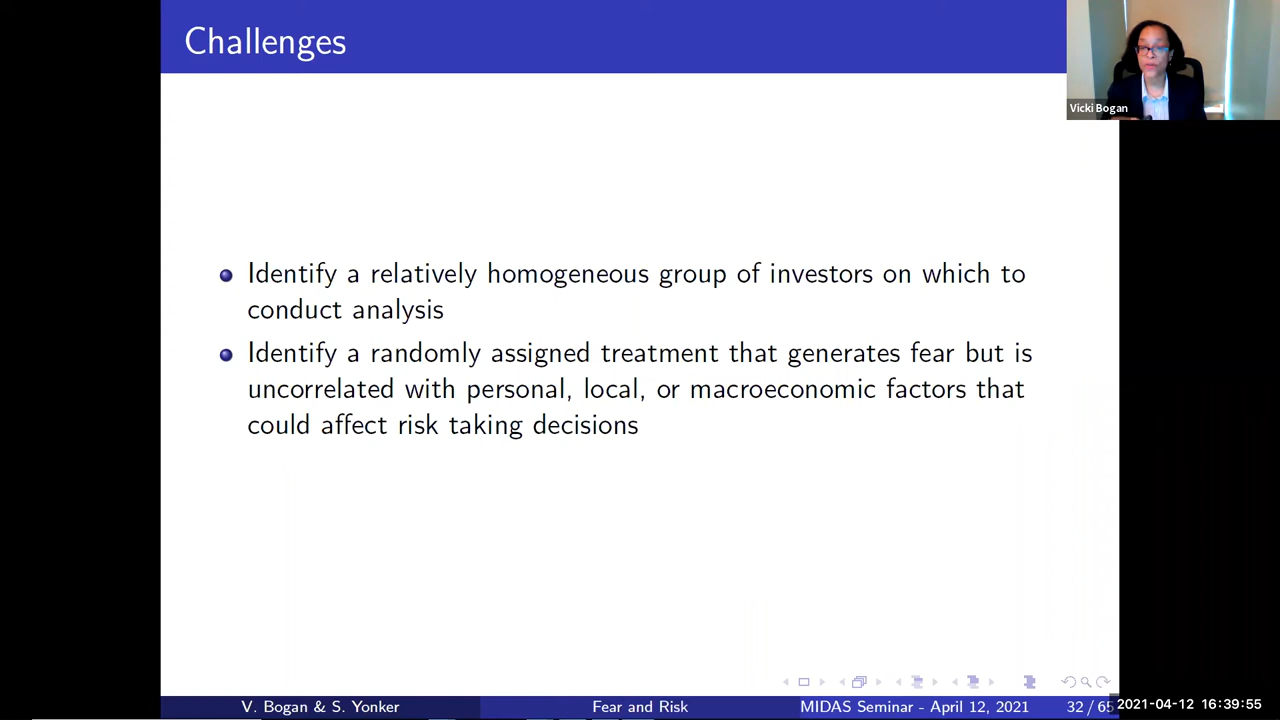 Challenges
Vicki Bogan
Identify a relatively homogeneous group of investors on which to
conduct analysis
Identify a randomly assigned treatment that generates fear but is
uncorrelated with personal, local, or macroeconomic factors that
could affect risk taking decisions
V. Bogan & S. Yonker
Fear and Risk
MIDAS Seminar - April 12, 2021
32 / 65
2021-04-12 16:39:55